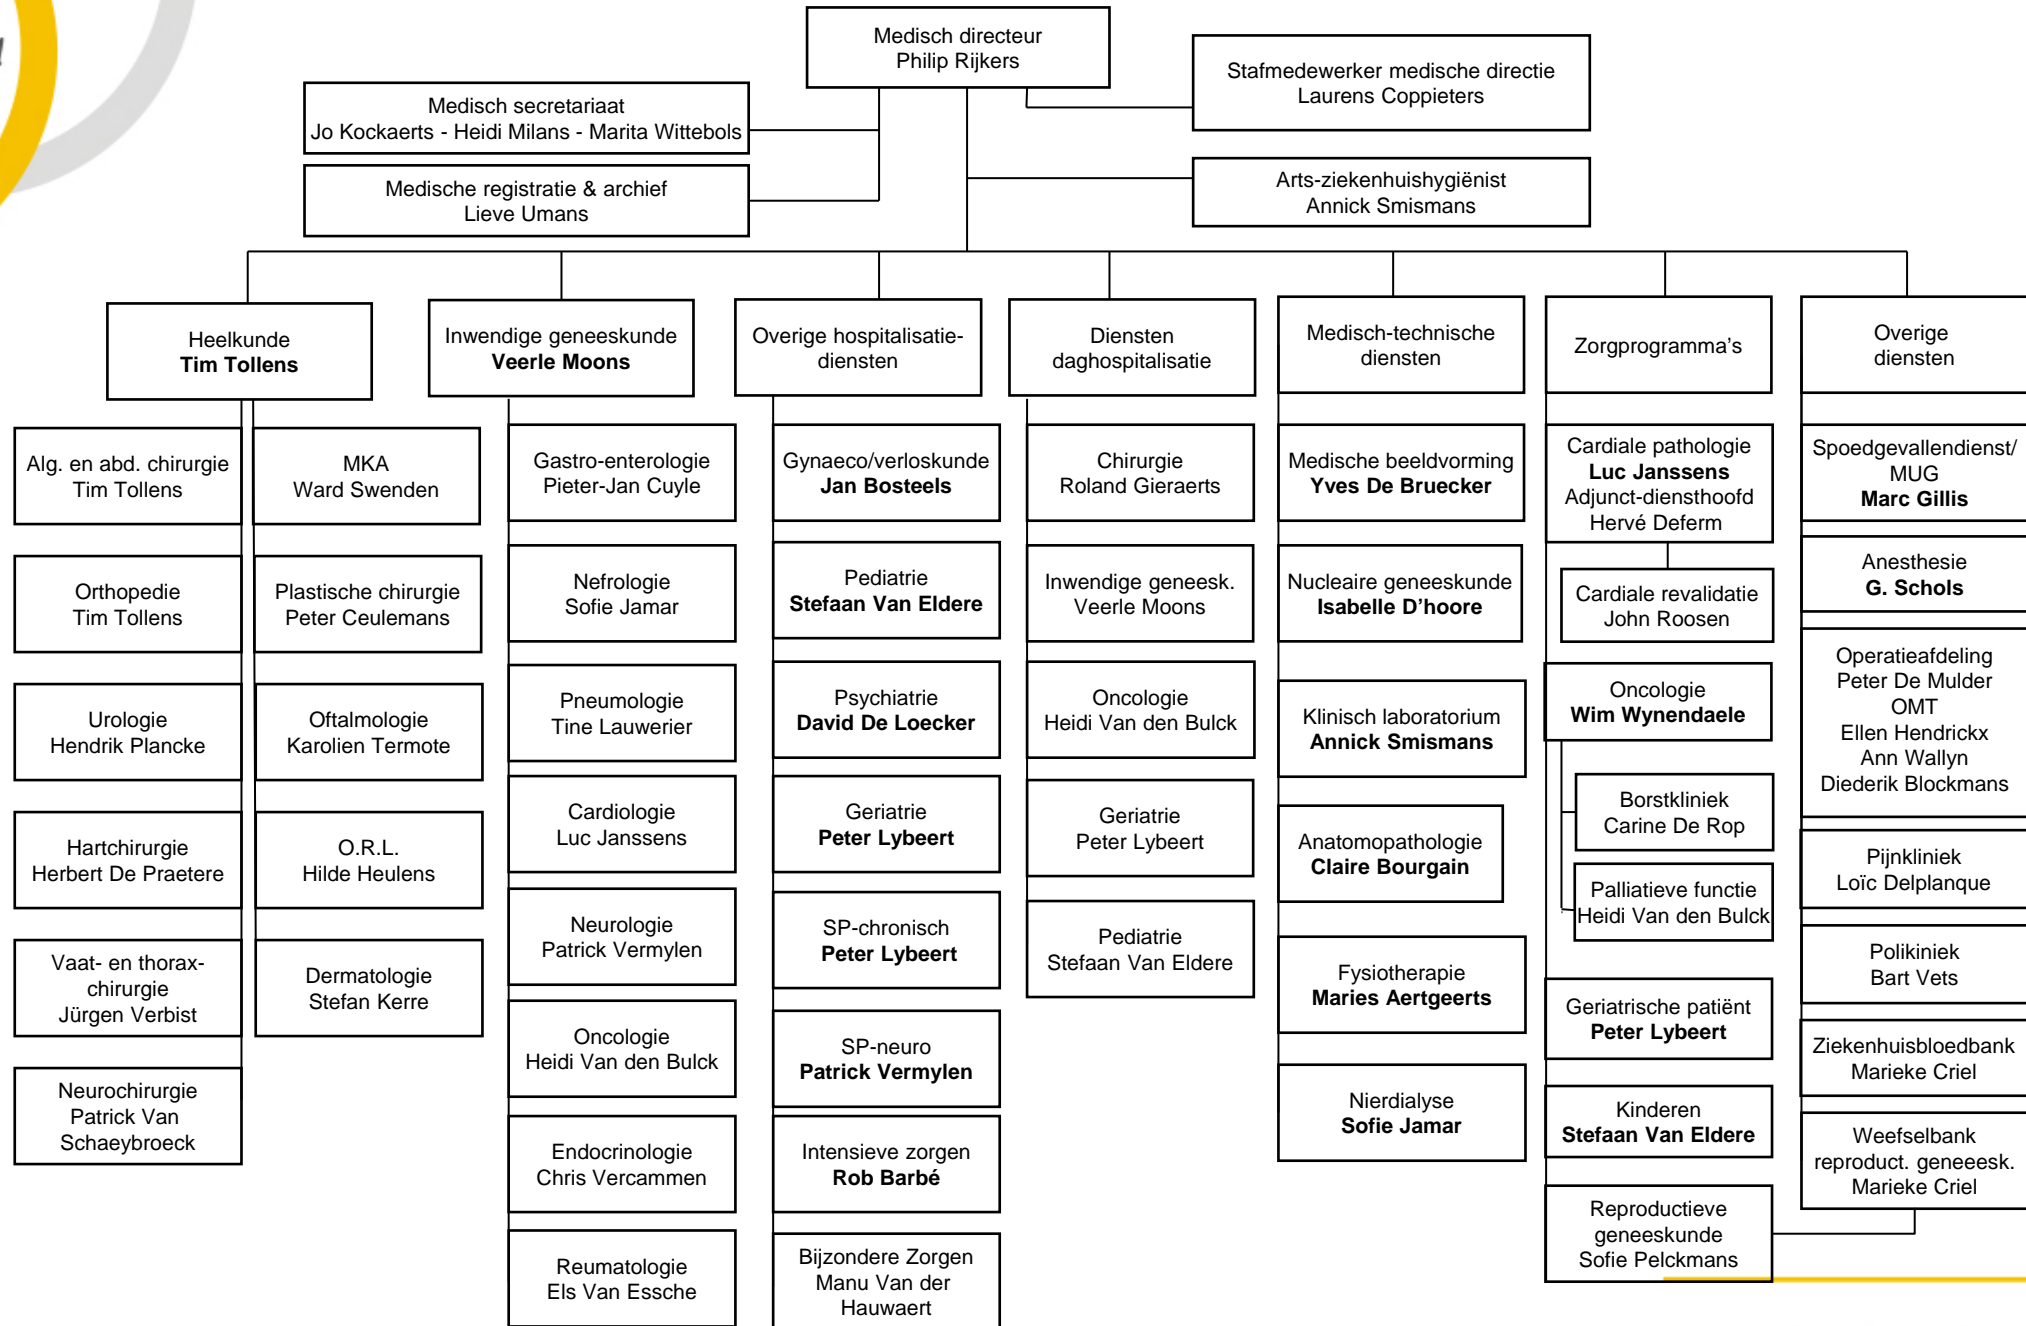 Medisch directeur
Philip Rijkers
Stafmedewerker medische directie
Laurens Coppieters
Medisch secretariaat
Jo Kockaerts - Heidi Milans - Marita Wittebols
Medische registratie & archief
Lieve Umans
Arts-ziekenhuishygiënist
Annick Smismans
Heelkunde
Tim Tollens
Inwendige geneeskunde
Veerle Moons
Overige hospitalisatie-
diensten
Diensten
daghospitalisatie
Medisch-technische
diensten
Zorgprogramma's
Overige
diensten
Alg. en abd. chirurgie
Tim Tollens
Orthopedie
Tim Tollens
Urologie
Hendrik Plancke
Hartchirurgie
Herbert De Praetere
Vaat- en thorax-
chirurgie
Jürgen Verbist
Neurochirurgie
Patrick Van
Schaeybroeck
MKA
Ward Swenden
Plastische chirurgie
Peter Ceulemans
Oftalmologie
Karolien Termote
O.R.L.
Hilde Heulens
Dermatologie
Stefan Kerre
Gastro-enterologie
Pieter-Jan Cuyle
Nefrologie
Sofie Jamar
Pneumologie
Tine Lauwerier
Cardiologie
Luc Janssens
Neurologie
Patrick Vermylen
Oncologie
Heidi Van den Bulck
Endocrinologie
Chris Vercammen
Reumatologie
Els Van Essche
Gynaeco/verloskunde
Jan Bosteels
Pediatrie
Stefaan Van Eldere
Psychiatrie
David De Loecker
Geriatrie
Peter Lybeert
SP-chronisch
Peter Lybeert
SP-neuro
Patrick Vermylen
Intensieve zorgen
Rob Barbé
Bijzondere Zorgen
Manu Van der
Hauwaert
Chirurgie
Roland Gieraerts
Inwendige geneesk.
Veerle Moons
Oncologie
Heidi Van den Bulck
Geriatrie
Peter Lybeert
Pediatrie
Stefaan Van Eldere
Medische beeldvorming
Yves De Bruecker
Nucleaire geneeskunde
Isabelle D'hoore
Klinisch laboratorium
Annick Smismans
Anatomopathologie
Claire Bourgain
Fysiotherapie
Maries Aertgeerts
Nierdialyse
Sofie Jamar
Cardiale pathologie
Luc Janssens
Adjunct-diensthoofd
Hervé Deferm
Cardiale revalidatie
John Roosen
Oncologie
Wim Wynendaele
Borstkliniek
Carine De Rop
Palliatieve functie
Heidi Van den Bulck
Geriatrische patiënt
Peter Lybeert
Kinderen
Stefaan Van Eldere
Reproductieve
geneeskunde
Sofie Pelckmans
Spoedgevallendienst/
MUG
Marc Gillis
Anesthesie
G. Schols
Operatieafdeling
Peter De Mulder
OMT
Ellen Hendrickx
Ann Wallyn
Diederik Blockmans
Pijnkliniek
Loïc Delplanque
Polikiniek
Bart Vets
Ziekenhuisbloedbank
Marieke Criel
Weefselbank
reproduct. geneeesk.
Marieke Criel